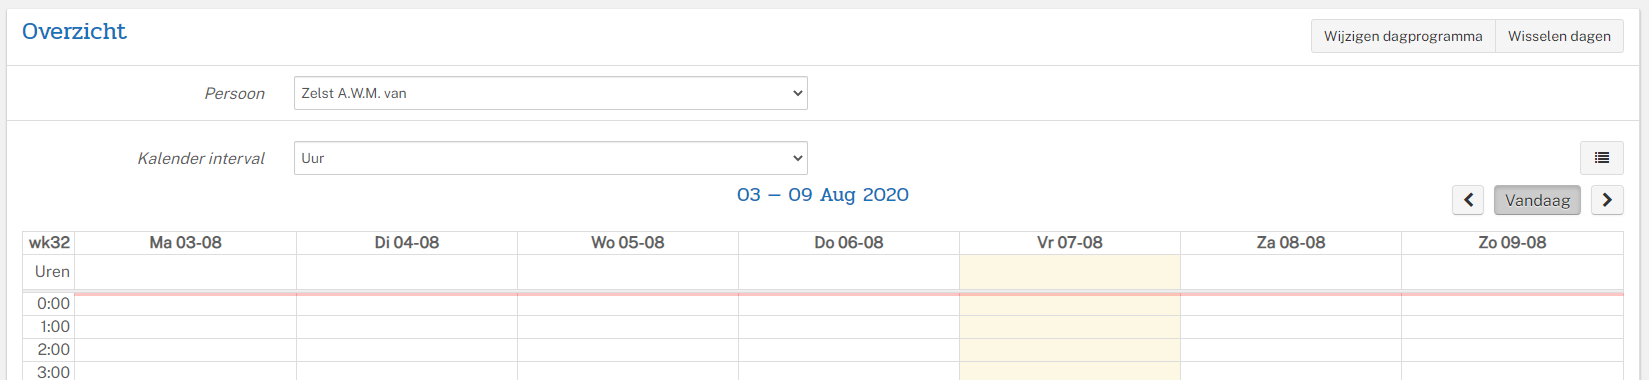 Overzicht
Wijzigen dagprogramma Wisselen dagen
Persoon Zelst A.W.M. van
Kalender interval Uur
03 — 09 Aug 2020
Vandaag
wk32 Ma 03-08 Di 04-08 Wo 05-08 Do 06-08 Vr 07-08 Za 08-08 Zo 09-08
Uren
0:00
1:00
2:00
3:00